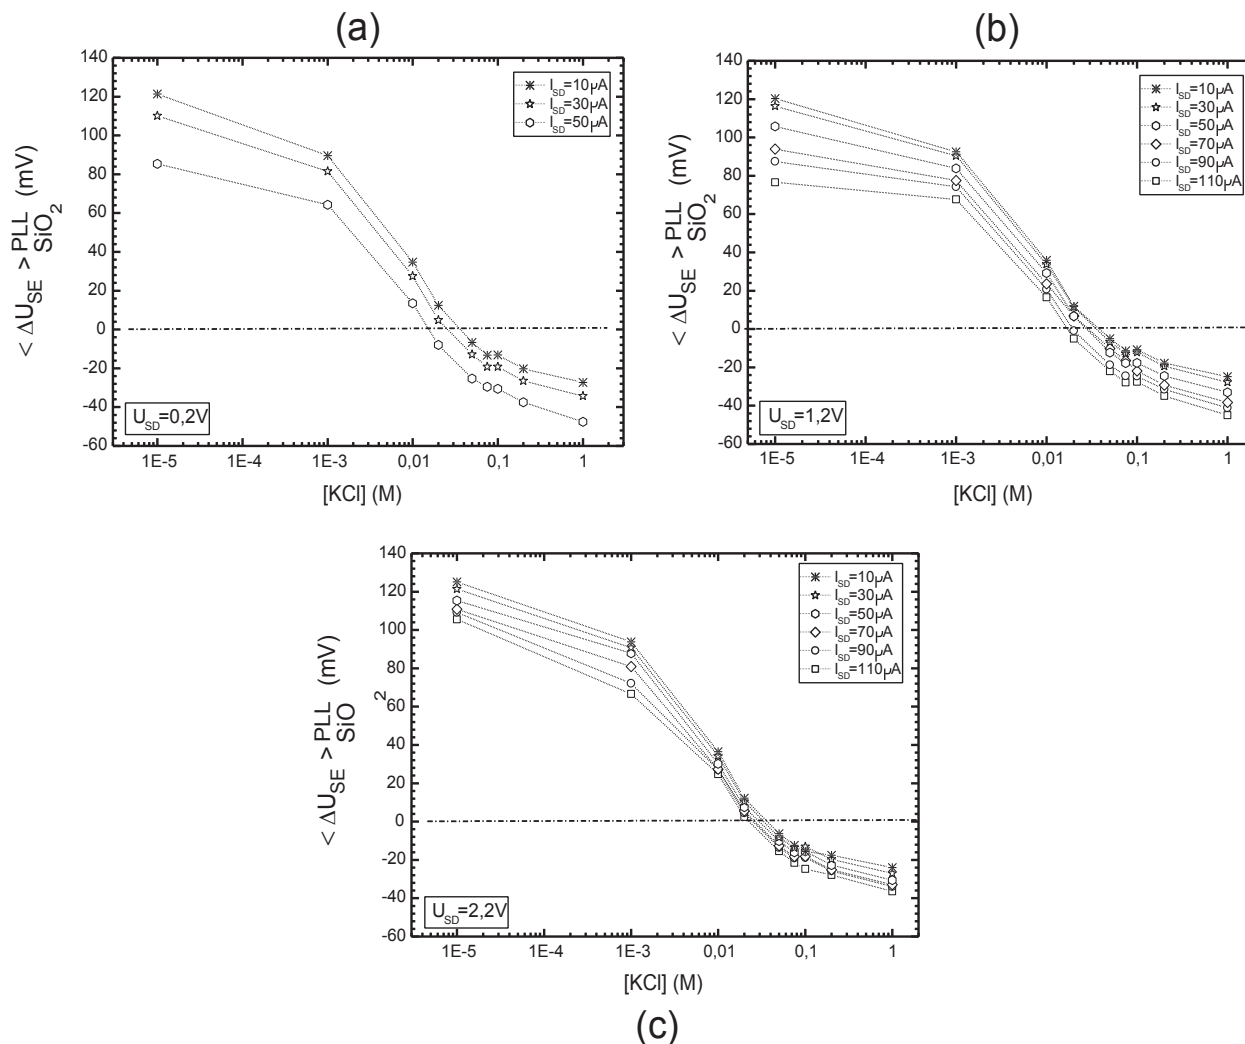 (a)
140
120
100
80
60
40
20
0
-20
-40
-60
< ΔU_SE >^PLL_SiO₂ (mV)
I_SD=10µA
I_SD=30µA
I_SD=50µA
U_SD=0,2V
1E-5 1E-4 1E-3 0,01 0,1 1
[KCl] (M)
(b)
140
120
100
80
60
40
20
0
-20
-40
-60
< ΔU_SE >^PLL_SiO₂ (mV)
I_SD=10µA
I_SD=30µA
I_SD=50µA
I_SD=70µA
I_SD=90µA
I_SD=110µA
U_SD=1,2V
1E-5 1E-4 1E-3 0,01 0,1 1
[KCl] (M)
120
100
80
60
40
20
0
-20
-40
-60
< ΔU_SE >^PLL_SiO₂ (mV)
I_SD=10µA
I_SD=30µA
I_SD=50µA
I_SD=70µA
I_SD=90µA
I_SD=110µA
U_SD=2,2V
1E-5 1E-4 1E-3 0,01 0,1 1
[KCl] (M)
(c)